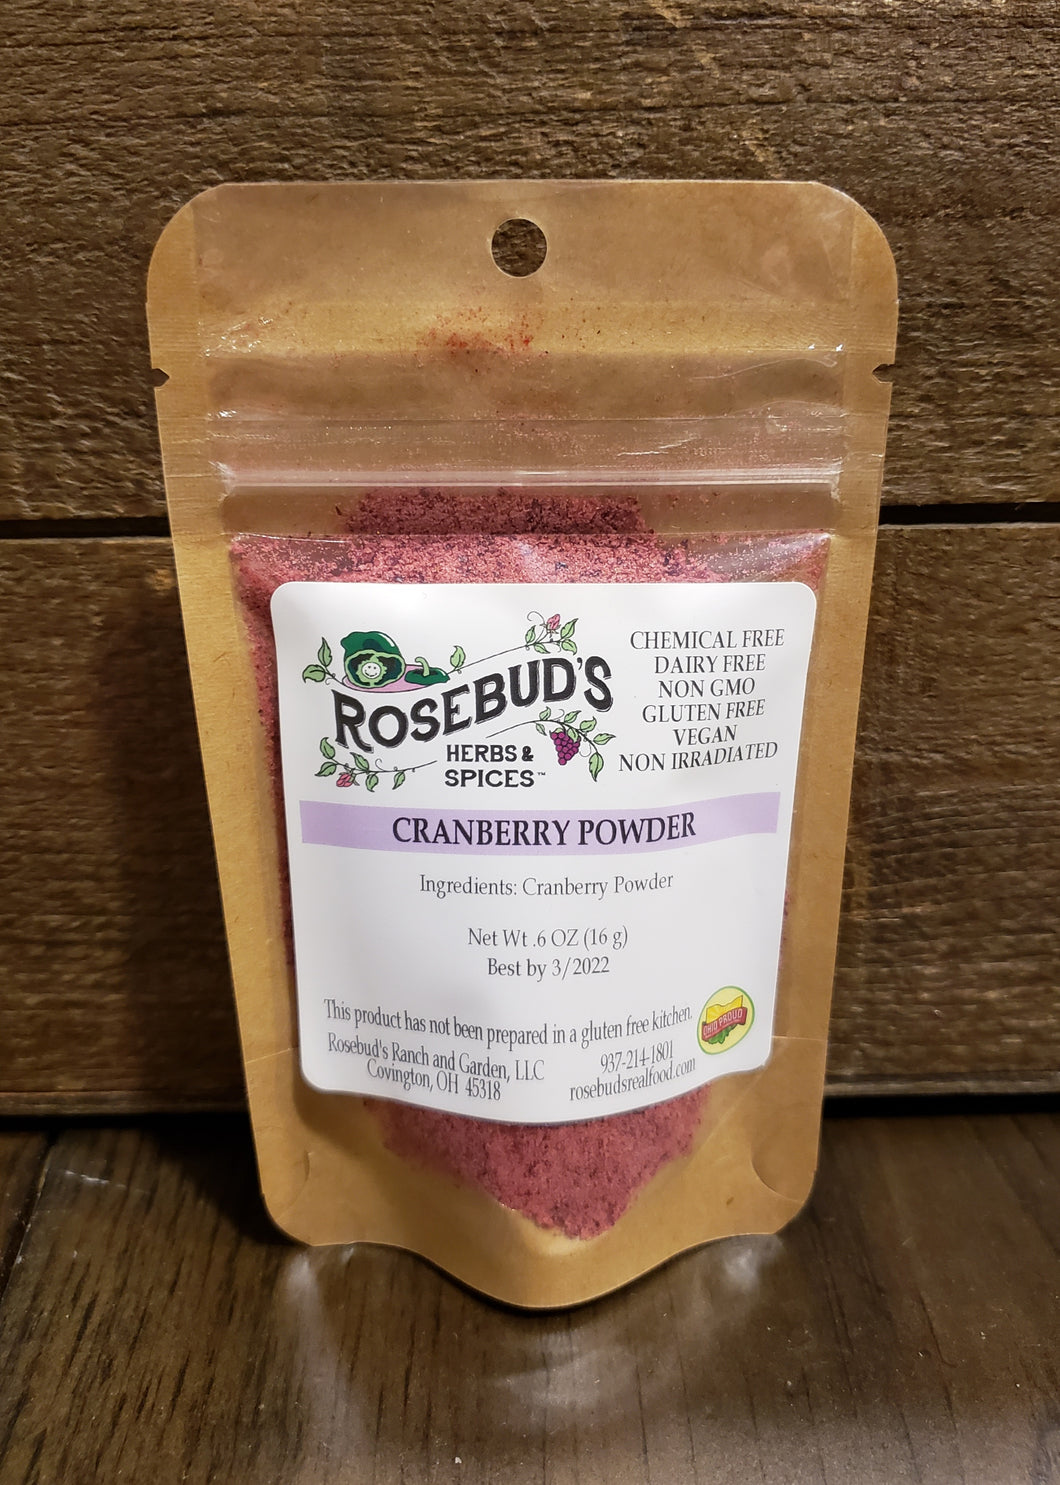 ROSEBUD'S
HERBS &
SPICES™
CHEMICAL FREE
DAIRY FREE
NON GMO
GLUTEN FREE
VEGAN
NON IRRADIATED
CRANBERRY POWDER
Ingredients: Cranberry Powder
Net Wt .6 OZ (16 g)
Best by 3/2022
This product has not been prepared in a gluten free kitchen.
OHIO PROUD
Rosebud's Ranch and Garden, LLC
Covington, OH 45318
937-214-1801
rosebudsrealfood.com